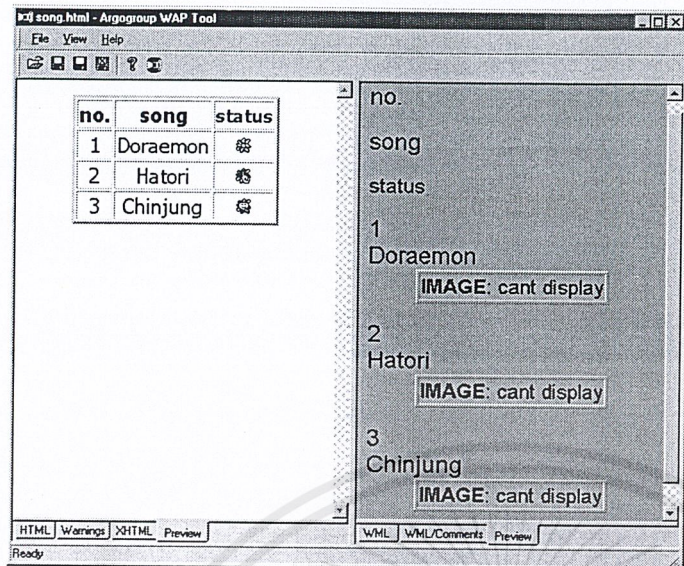 song.html - Argogroup WAP Tool
File View Help
no. song status
1 Doraemon
2 Hatori
3 Chinjung
HTML Warnings XHTML Preview
no.
song
status
1
Doraemon
IMAGE: cant display
2
Hatori
IMAGE: cant display
3
Chinjung
IMAGE: cant display
WML WML/Comments Preview
Ready